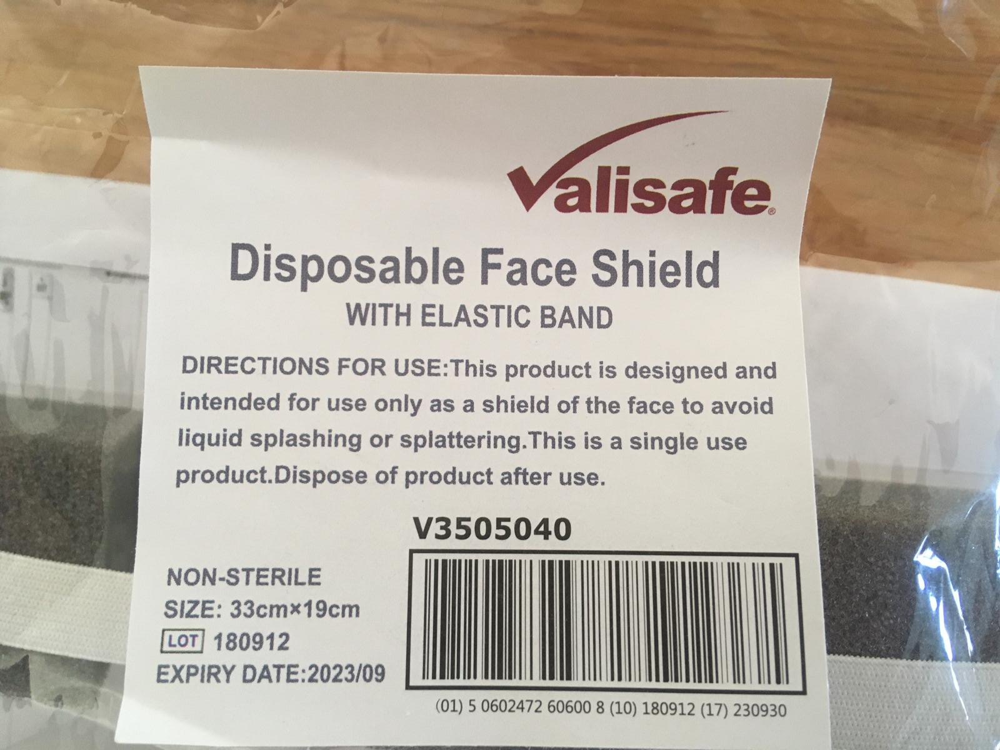 Valisafe®
Disposable Face Shield
WITH ELASTIC BAND
DIRECTIONS FOR USE:This product is designed and
intended for use only as a shield of the face to avoid
liquid splashing or splattering.This is a single use
product.Dispose of product after use.
V3505040
NON-STERILE
SIZE: 33cm×19cm
LOT 180912
EXPIRY DATE:2023/09
(01) 5 0602472 60600 8 (10) 180912 (17) 230930